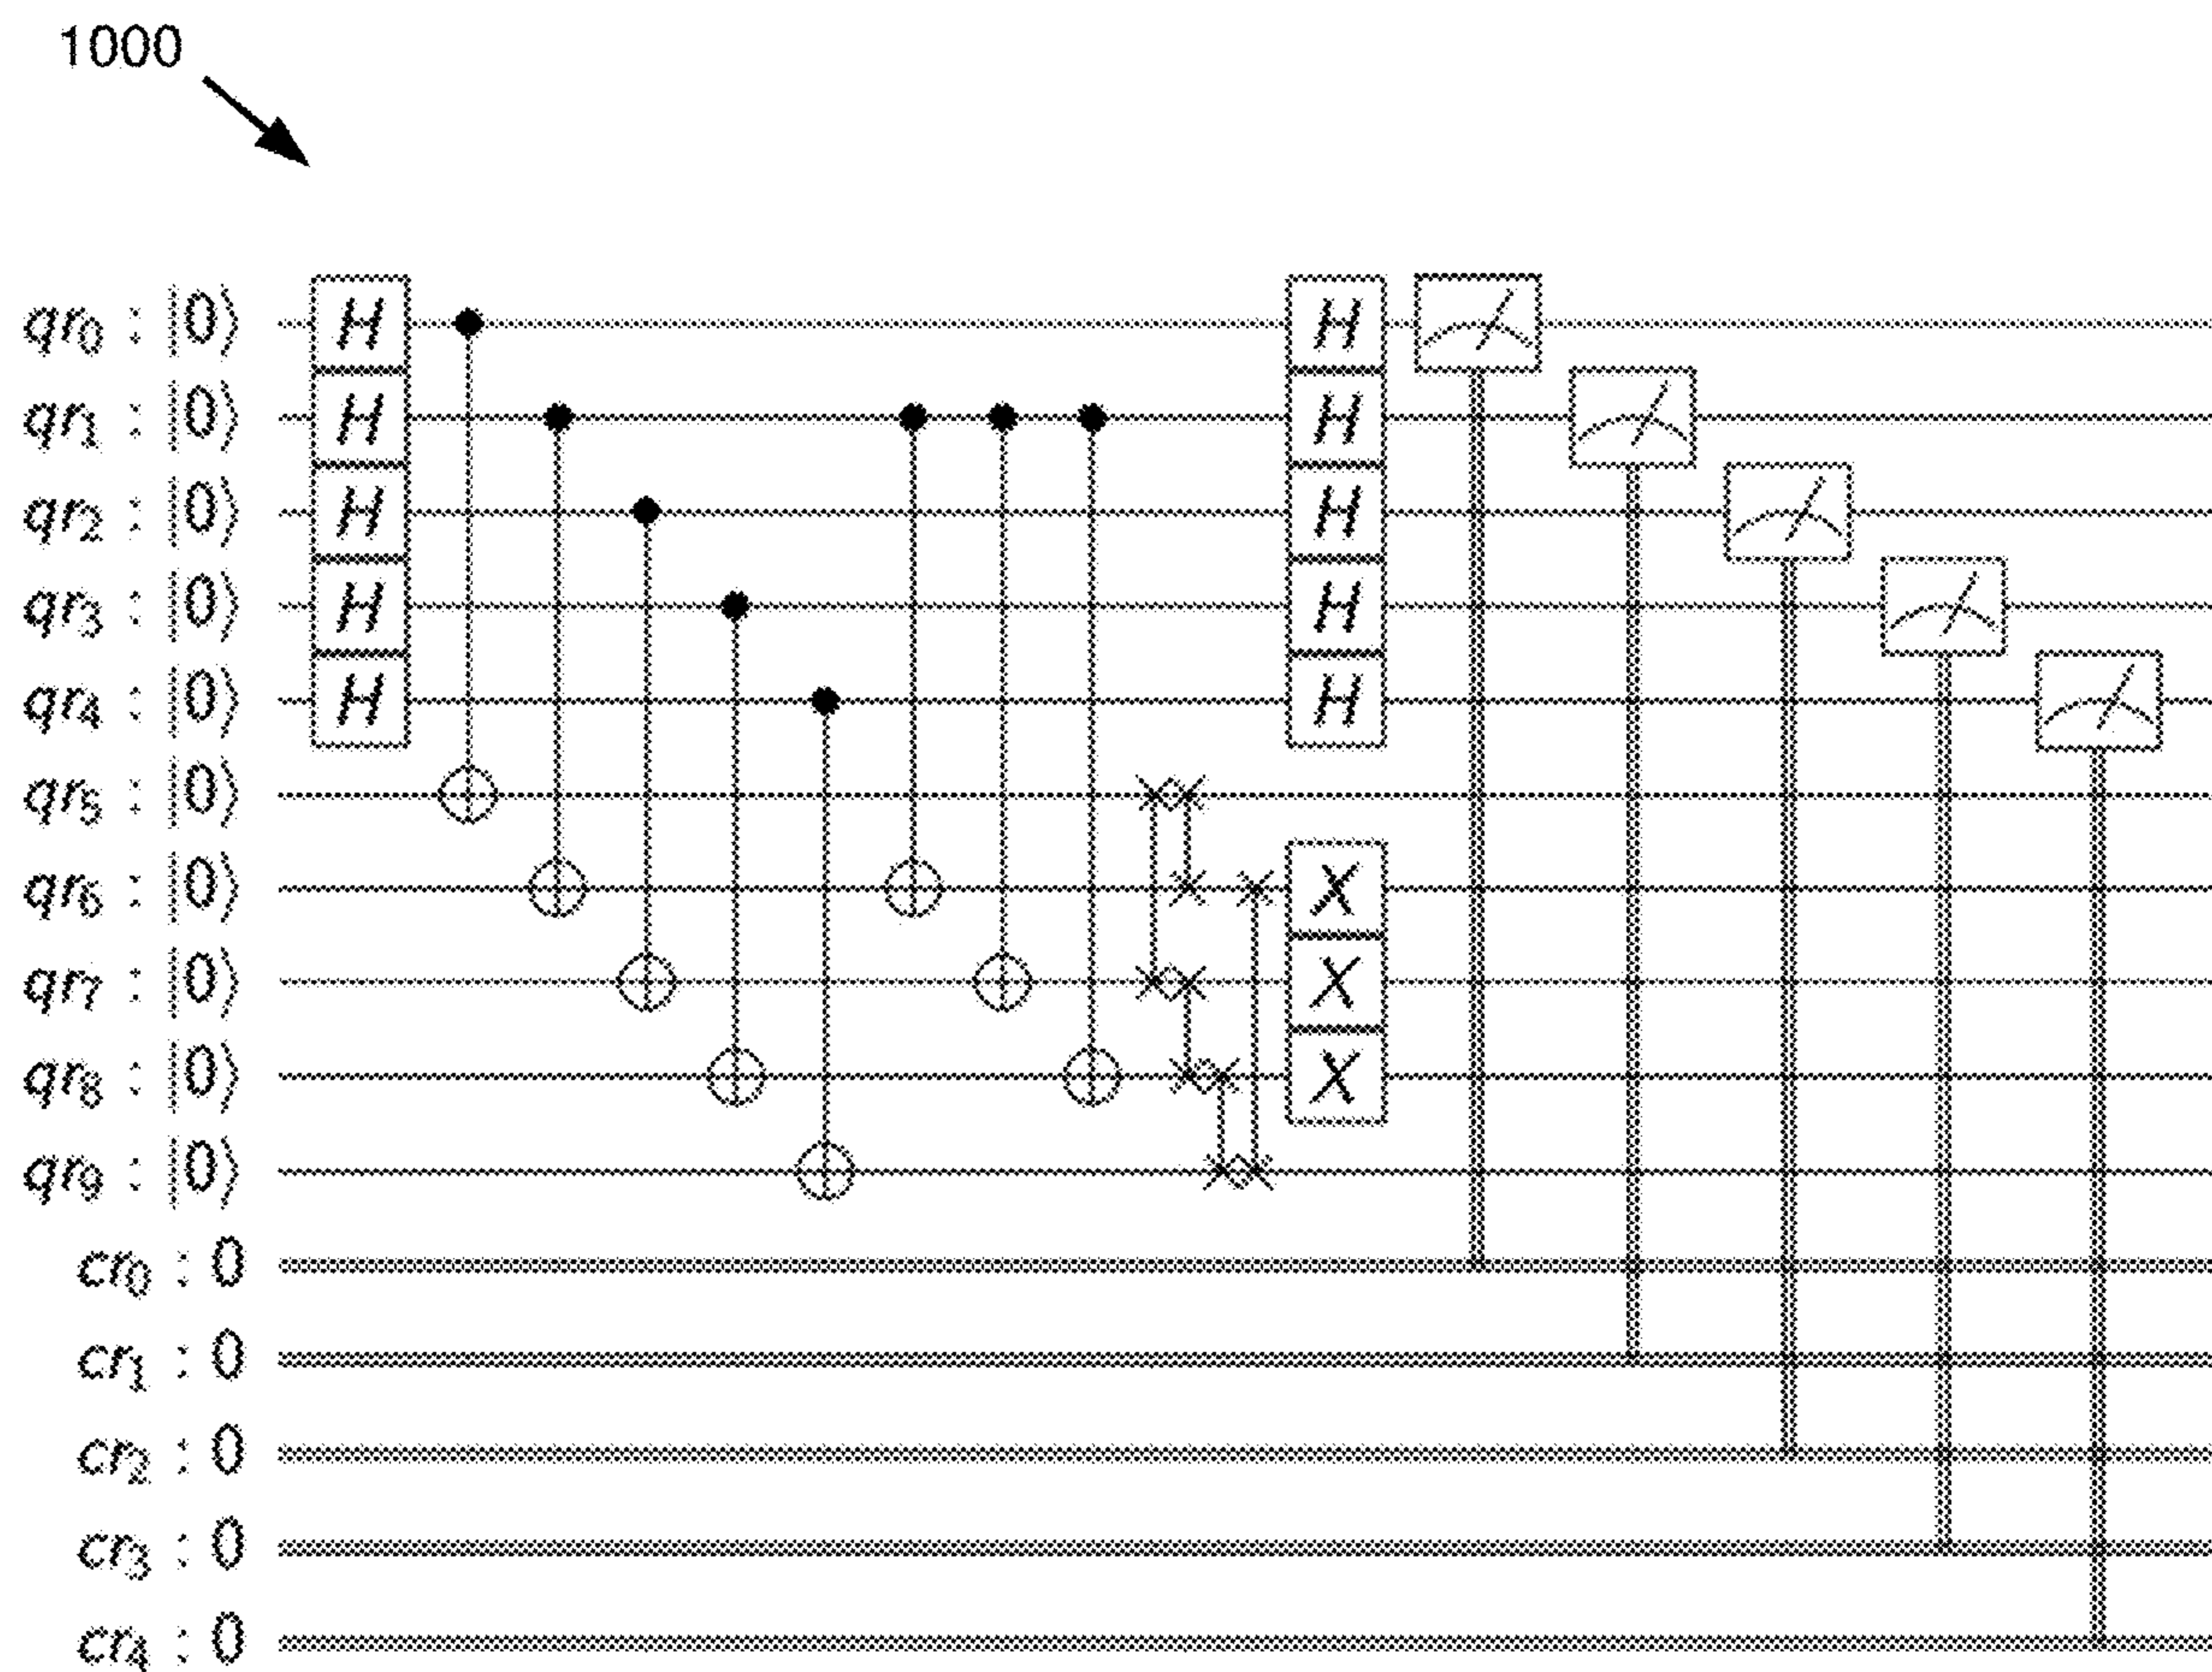 1000
qr0 : |0⟩ H H
qr1 : |0⟩ H H
qr2 : |0⟩ H H
qr3 : |0⟩ H H
qr4 : |0⟩ H H
qr5 : |0⟩
qr6 : |0⟩ X
qr7 : |0⟩ X
qr8 : |0⟩ X
qr9 : |0⟩
cr0 : 0
cr1 : 0
cr2 : 0
cr3 : 0
cr4 : 0